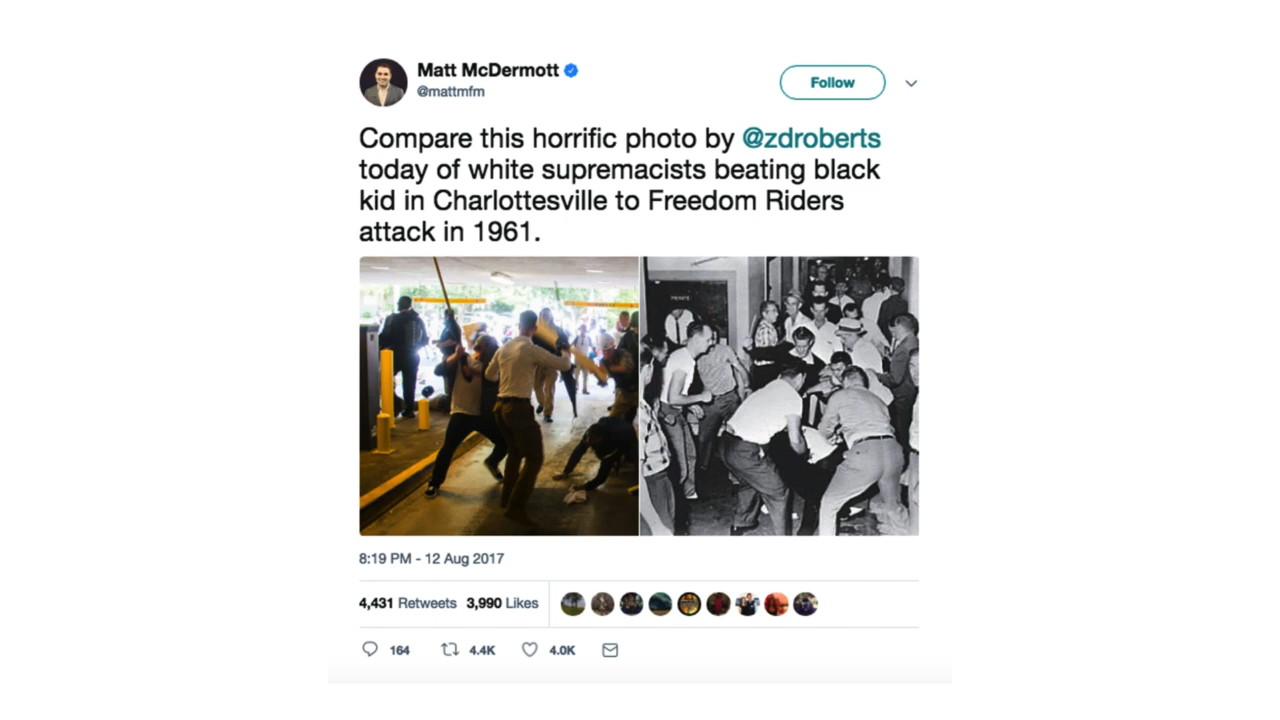 Matt McDermott
@mattmfm
Follow
Compare this horrific photo by @zdroberts
today of white supremacists beating black
kid in Charlottesville to Freedom Riders
attack in 1961.
PRIVATE
8:19 PM - 12 Aug 2017
4,431 Retweets 3,990 Likes
164 4.4K 4.0K